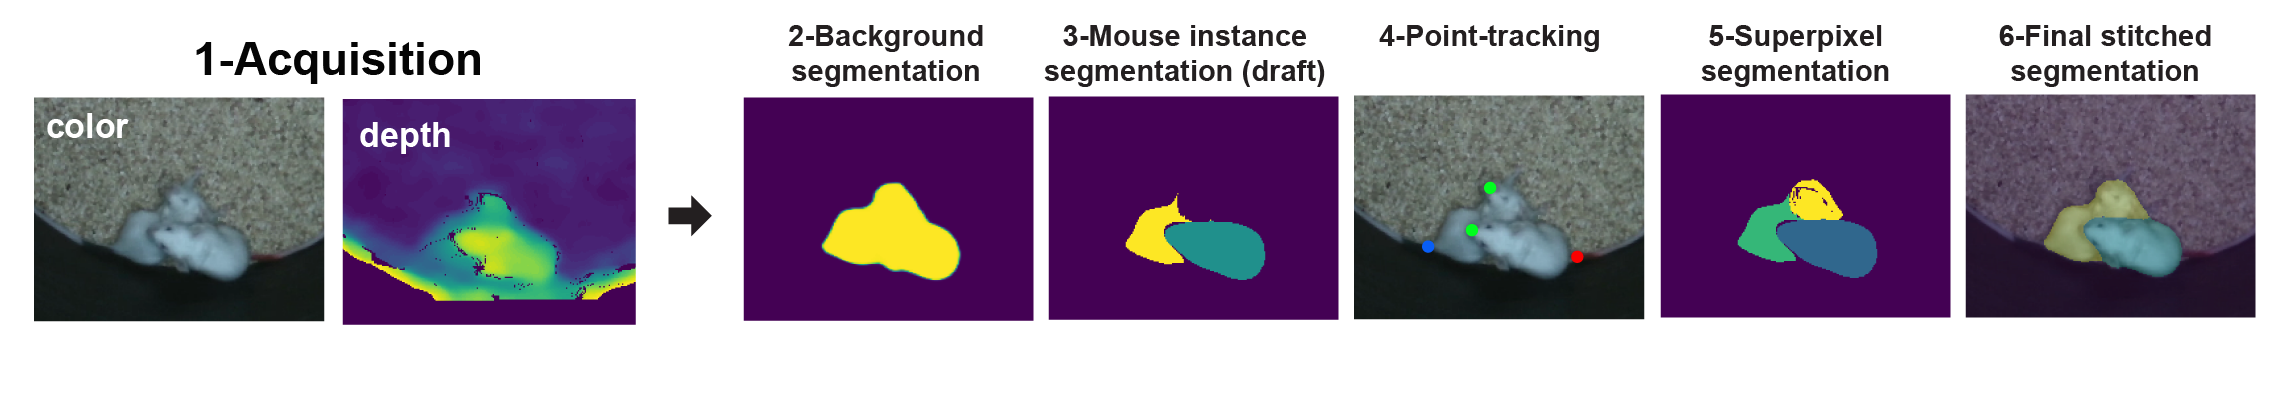 1-Acquisition
color
depth
2-Background
segmentation
3-Mouse instance
segmentation (draft)
4-Point-tracking
5-Superpixel
segmentation
6-Final stitched
segmentation